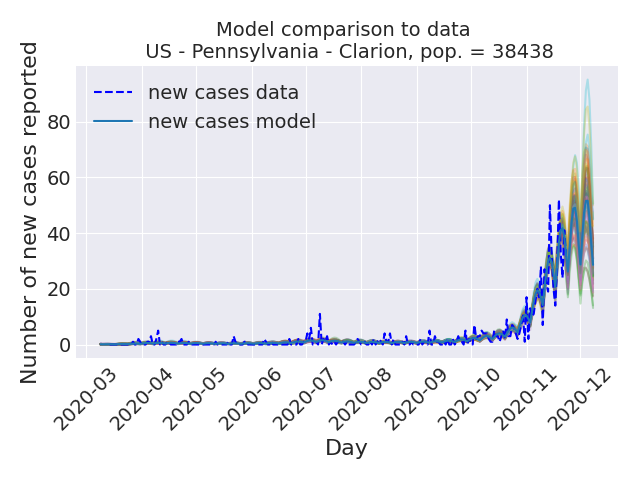 Model comparison to data
US - Pennsylvania - Clarion, pop. = 38438
Number of new cases reported
new cases data
new cases model
80
60
40
20
0
2020-03
2020-04
2020-05
2020-06
2020-07
2020-08
2020-09
2020-10
2020-11
2020-12
Day